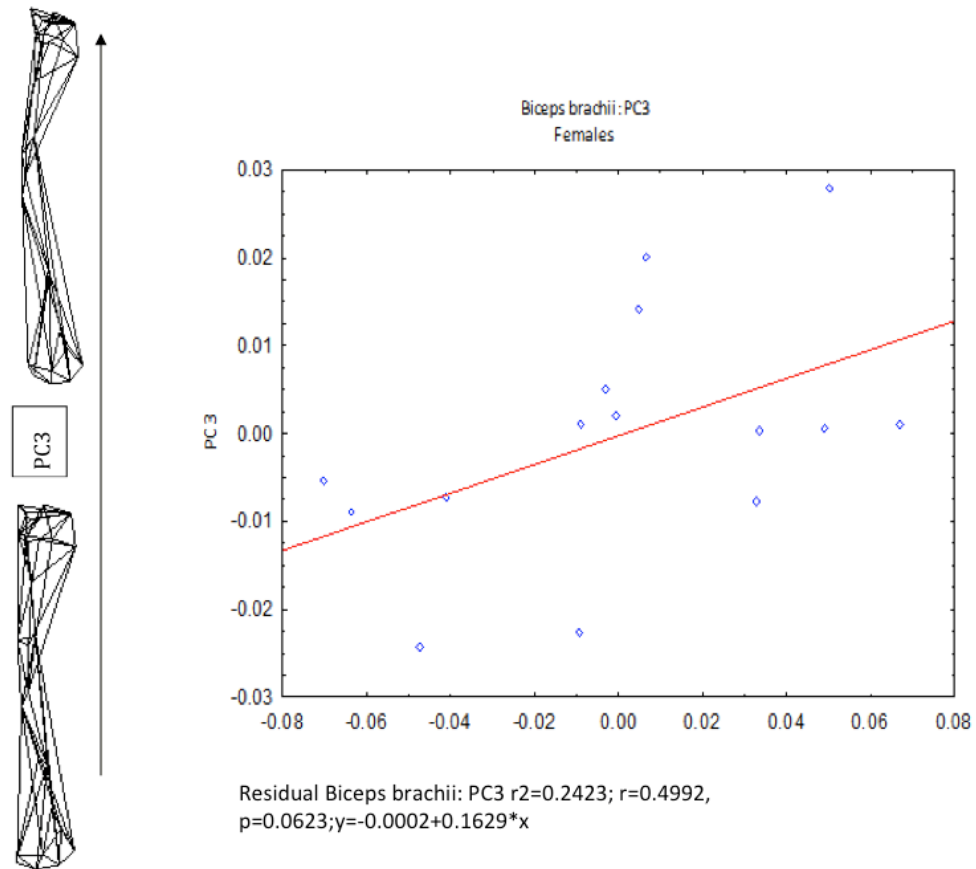 Biceps brachii: PC3
Females
0.03
0.02
0.01
0.00
-0.01
-0.02
-0.03
PC 3
-0.08 -0.06 -0.04 -0.02 0.00 0.02 0.04 0.06 0.08
PC3
Residual Biceps brachii: PC3 r2=0.2423; r=0.4992,
p=0.0623;y=-0.0002+0.1629*x